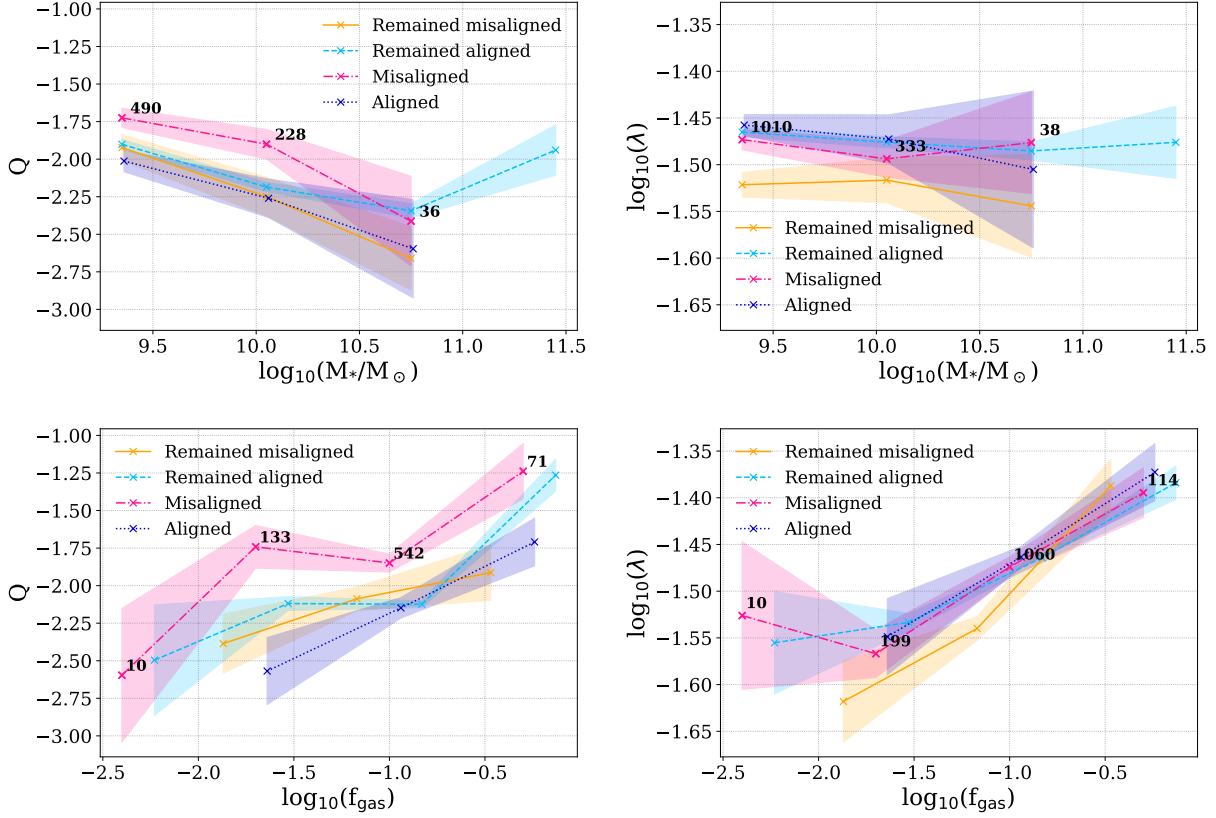 −1.00
−1.25
−1.50
−1.75
−2.00
−2.25
−2.50
−2.75
−3.00
Q
Remained misaligned
Remained aligned
Misaligned
Aligned
490
228
36
9.5
10.0
10.5
11.0
11.5
log₁₀(M*/M⊙)
−1.35
−1.40
−1.45
−1.50
−1.55
−1.60
−1.65
log₁₀(λ)
1010
333
38
Remained misaligned
Remained aligned
Misaligned
Aligned
9.5
10.0
10.5
11.0
11.5
log₁₀(M*/M⊙)
−1.00
−1.25
−1.50
−1.75
−2.00
−2.25
−2.50
−2.75
−3.00
Q
Remained misaligned
Remained aligned
Misaligned
Aligned
10
133
542
71
−2.5
−2.0
−1.5
−1.0
−0.5
log₁₀(f_gas)
−1.35
−1.40
−1.45
−1.50
−1.55
−1.60
−1.65
log₁₀(λ)
Remained misaligned
Remained aligned
Misaligned
Aligned
10
199
1060
114
−2.5
−2.0
−1.5
−1.0
−0.5
log₁₀(f_gas)